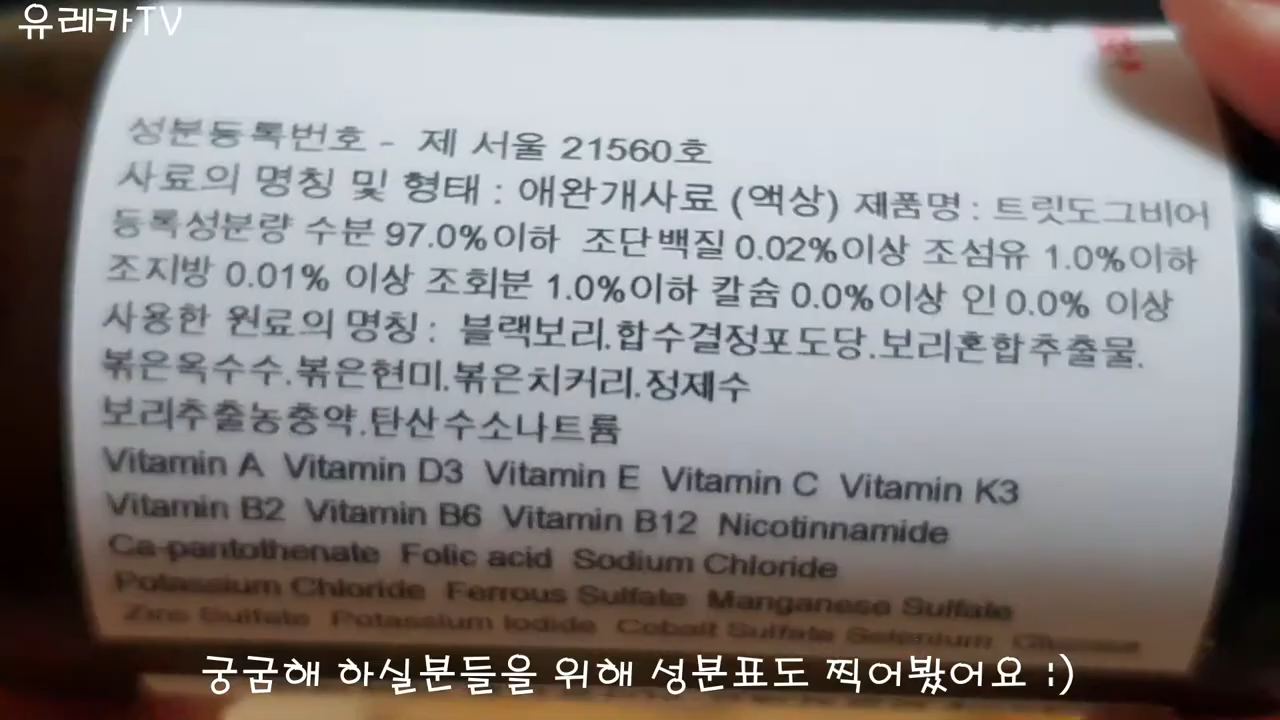 유레카TV
성분등록번호 - 제 서울 21560호
사료의 명칭 및 형태 : 애완개사료 (액상) 제품명 : 트릿도그비어
등록성분량 수분 97.0%이하 조단백질 0.02%이상 조섬유 1.0%이하
조지방 0.01% 이상 조회분 1.0%이하 칼슘 0.0%이상 인 0.0% 이상
사용한 원료의 명칭 : 블랙보리.합수결정포도당.보리혼합추출물.
볶은옥수수.볶은현미.볶은치커리.정제수
보리추출농충약.탄산수소나트륨
Vitamin A Vitamin D3 Vitamin E Vitamin C Vitamin K3
Vitamin B2 Vitamin B6 Vitamin B12 Nicotinnamide
Ca-pantothenate Folic acid Sodium Chloride
Potassium Chloride Ferrous Sulfate Manganese Sulfate
Zinc Sulfate Potassium Iodide Cobalt Sulfate Selenium
궁굼해 하실분들을 위해 성분표도 찍어봤어요 :)